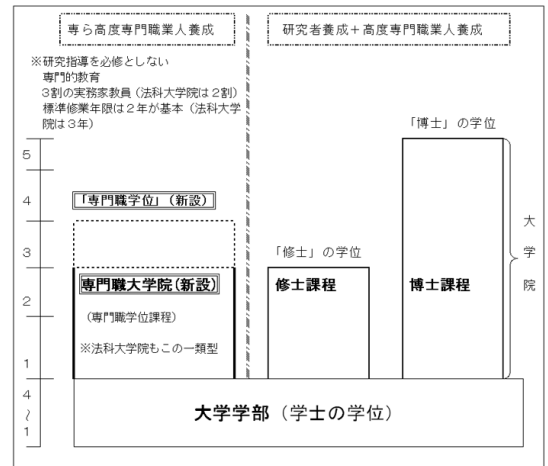 専ら高度専門職業人養成
研究者養成＋高度専門職業人養成
※研究指導を必修としない
専門的教育
3割の実務家教員（法科大学院は２割）
標準修業年限は２年が基本（法科大学
院は３年）
「博士」の学位
5
4
3
2
1
4
～
1
「専門職学位」（新設）
「修士」の学位
専門職大学院（新設）
（専門職学位課程）
※法科大学院もこの一類型
修士課程
博士課程
大学院
大学学部（学士の学位）